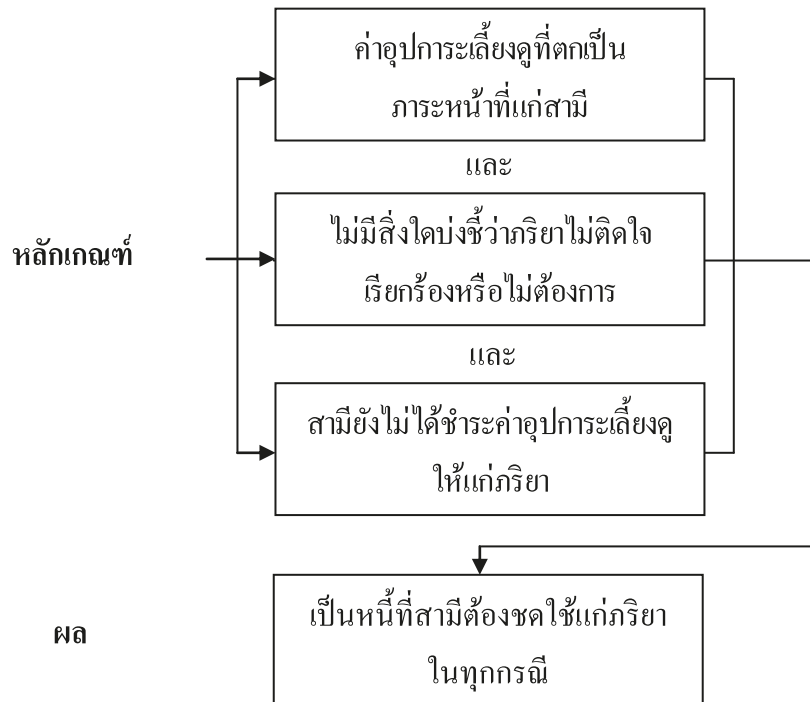 ค่าอุปการะเลี้ยงดูที่ตกเป็น
ภาระหน้าที่แก่สามี
และ
หลักเกณฑ์
ไม่มีสิ่งใดบ่งชี้ว่าภริยาไม่ติดใจ
เรียกร้องหรือไม่ต้องการ
และ
สามียังไม่ได้ชำระค่าอุปการะเลี้ยงดู
ให้แก่ภริยา
ผล
เป็นหนี้ที่สามีต้องชดใช้แก่ภริยา
ในทุกกรณี